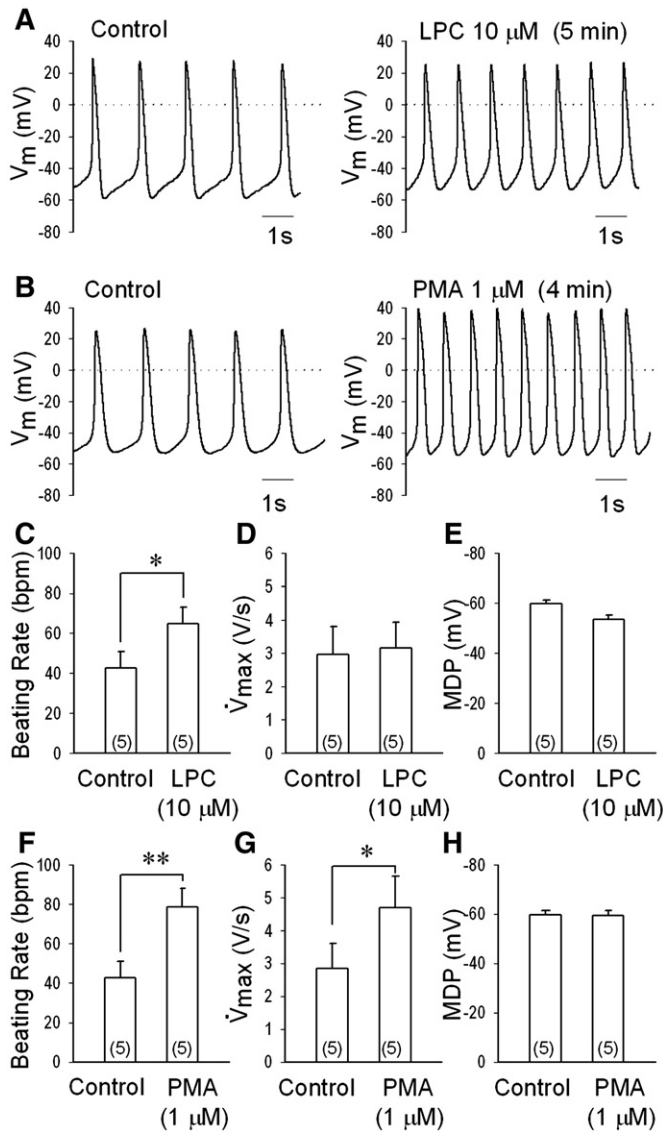 A
Control
LPC 10 µM (5 min)
Vm (mV)
40
20
0
-20
-40
-60
-80
1s
Vm (mV)
40
20
0
-20
-40
-60
-80
1s
B
Control
PMA 1 µM (4 min)
Vm (mV)
40
20
0
-20
-40
-60
-80
1s
Vm (mV)
40
20
0
-20
-40
-60
-80
1s
C
Beating Rate (bpm)
100
80
60
40
20
0
*
(5)
(5)
Control
LPC
(10 µM)
D
V̇max (V/s)
6
5
4
3
2
1
0
(5)
(5)
Control
LPC
(10 µM)
E
MDP (mV)
-80
-60
-40
-20
0
(5)
(5)
Control
LPC
(10 µM)
F
Beating Rate (bpm)
100
80
60
40
20
0
**
(5)
(5)
Control
PMA
(1 µM)
G
V̇max (V/s)
6
5
4
3
2
1
0
*
(5)
(5)
Control
PMA
(1 µM)
H
MDP (mV)
-80
-60
-40
-20
0
(5)
(5)
Control
PMA
(1 µM)